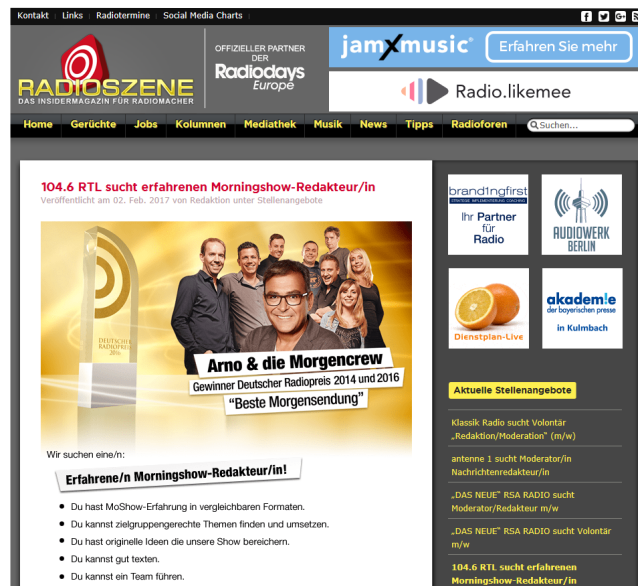 Kontakt Links Radiotermine Social Media Charts
RADIOSZENE
DAS INSIDERMAGAZIN FÜR RADIOMACHER
OFFIZIELLER PARTNER
DER
Radiodays
Europe
jamxmusic
Erfahren Sie mehr
Radio.likemee
Home Gerüchte Jobs Kolumnen Mediathek Musik News Tipps Radioforen Suchen...
104.6 RTL sucht erfahrenen Morningshow-Redakteur/in
Veröffentlicht am 02. Feb. 2017 von Redaktion unter Stellenangebote
DEUTSCHER
RADIOPREIS
2016
Arno & die Morgencrew
Gewinner Deutscher Radiopreis 2014 und 2016
"Beste Morgensendung"
Wir suchen eine/n:
Erfahrene/n Morningshow-Redakteur/in!
Du hast MoShow-Erfahrung in vergleichbaren Formaten.
Du kannst zielgruppengerechte Themen finden und umsetzen.
Du hast originelle Ideen die unsere Show bereichern.
Du kannst gut texten.
Du kannst ein Team führen.
brand1ngfirst
STRATEGIE IMPLEMENTIERUNG COACHING
Ihr Partner
für
Radio
AUDIOWERK
BERLIN
Dienstplan-Live
akadem!e
der bayerischen presse
in Kulmbach
Aktuelle Stellenangebote
Klassik Radio sucht Volontär
„Redaktion/Moderation" (m/w)
antenne 1 sucht Moderator/in
Nachrichtenredakteur/in
„DAS NEUE" RSA RADIO sucht
Moderator/Redakteur m/w
„DAS NEUE" RSA RADIO sucht Volontär
m/w
104.6 RTL sucht erfahrenen
Morningshow-Redakteur/in